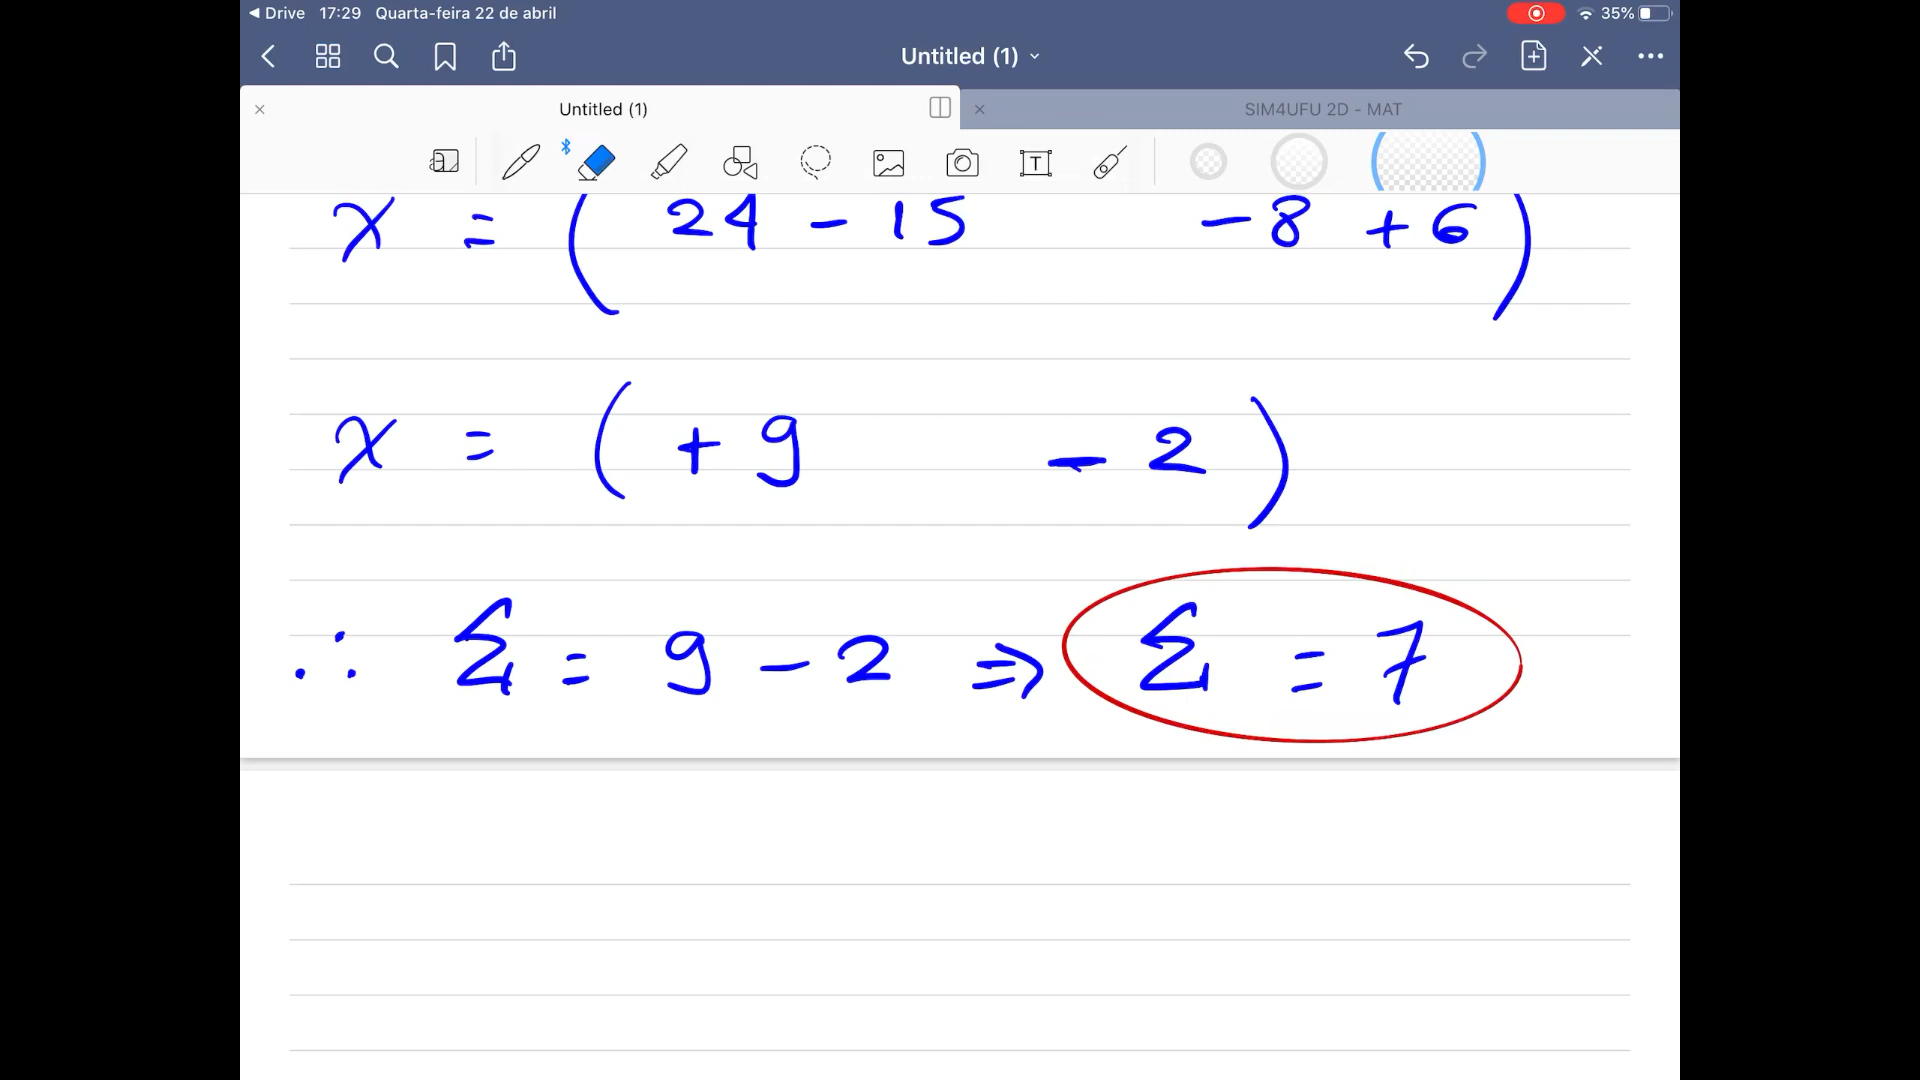 Drive 17:29 Quarta-feira 22 de abril 35%
Untitled (1)
Untitled (1) SIM4UFU 2D - MAT
x = ( 24 - 15 - 8 + 6 )
x = ( + 9 - 2 )
∴ Σ = 9 - 2 ⇒ Σ = 7